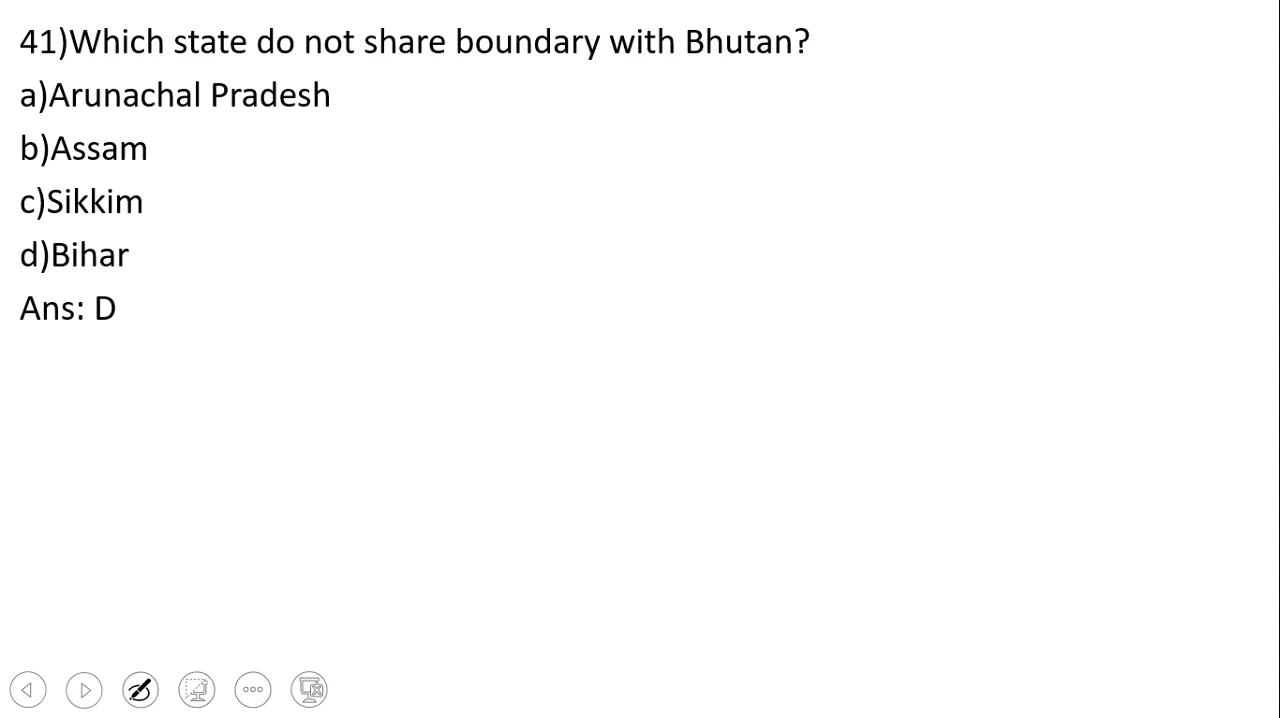 41)Which state do not share boundary with Bhutan?
a)Arunachal Pradesh
b)Assam
c)Sikkim
d)Bihar
Ans: D